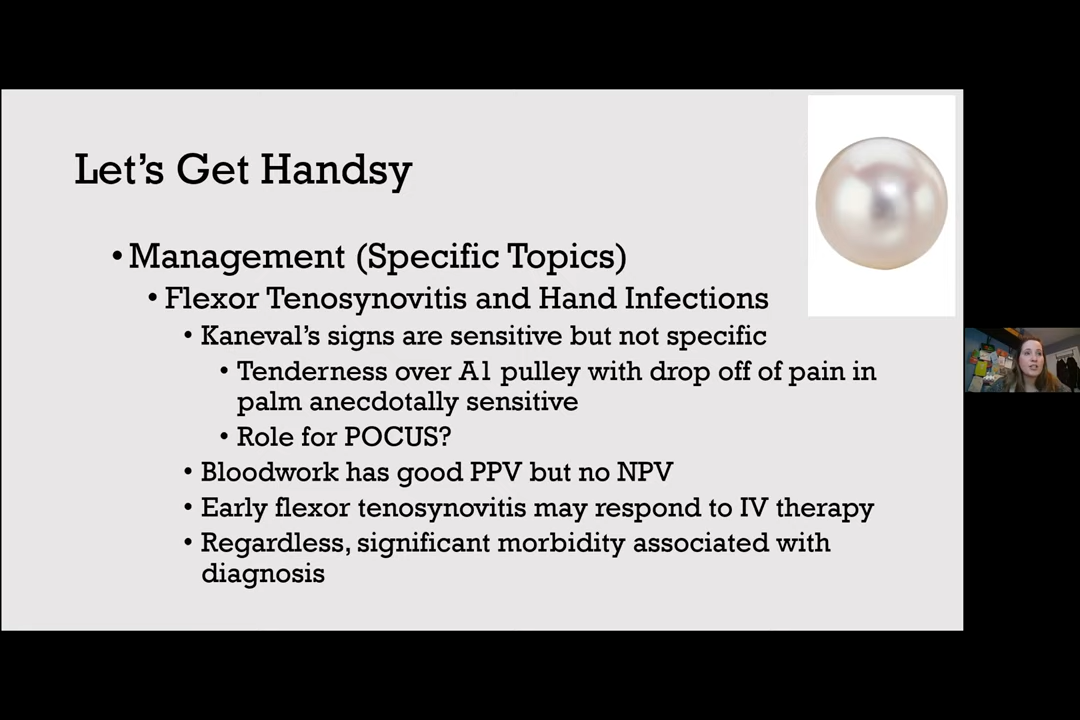 Let's Get Handsy
•Management (Specific Topics)
• Flexor Tenosynovitis and Hand Infections
• Kaneval's signs are sensitive but not specific
• Tenderness over A1 pulley with drop off of pain in
palm anecdotally sensitive
• Role for POCUS?
• Bloodwork has good PPV but no NPV
• Early flexor tenosynovitis may respond to IV therapy
• Regardless, significant morbidity associated with
diagnosis